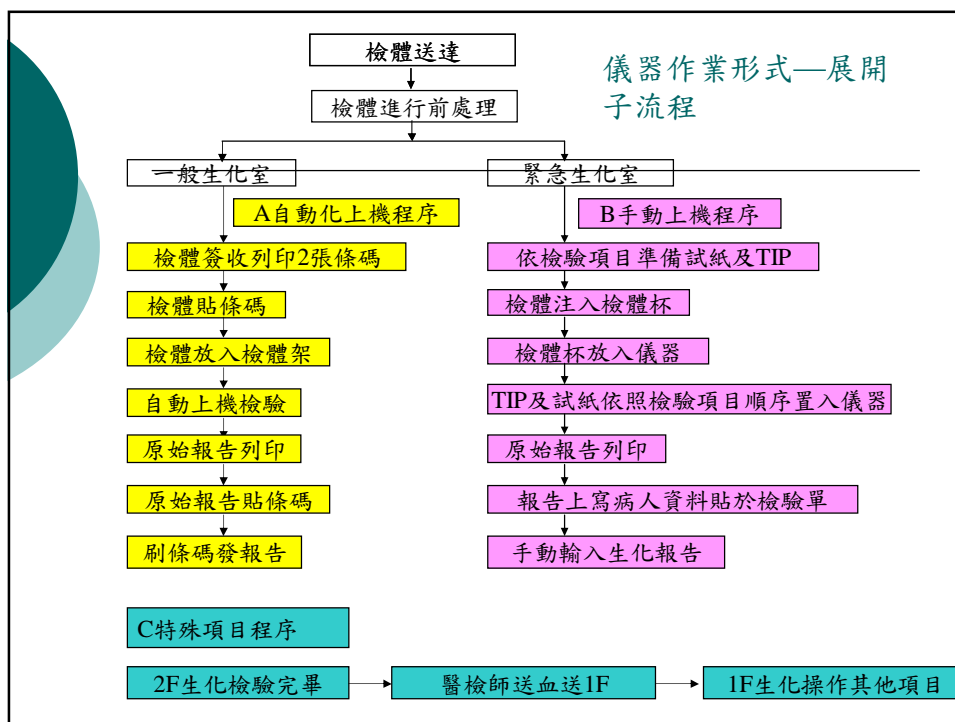 儀器作業形式—展開
子流程
檢體送達
檢體進行前處理
一般生化室
緊急生化室
A自動化上機程序
檢體簽收列印2張條碼
檢體貼條碼
檢體放入檢體架
自動上機檢驗
原始報告列印
原始報告貼條碼
刷條碼發報告
B手動上機程序
依檢驗項目準備試紙及TIP
檢體注入檢體杯
檢體杯放入儀器
TIP及試紙依照檢驗項目順序置入儀器
原始報告列印
報告上寫病人資料貼於檢驗單
手動輸入生化報告
C特殊項目程序
2F生化檢驗完畢
醫檢師送血送1F
1F生化操作其他項目